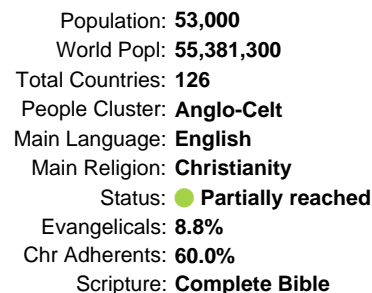 Population: 53,000
World Popl: 55,381,300
Total Countries: 126
People Cluster: Anglo-Celt
Main Language: English
Main Religion: Christianity
Status: Partially reached
Evangelicals: 8.8%
Chr Adherents: 60.0%
Scripture: Complete Bible